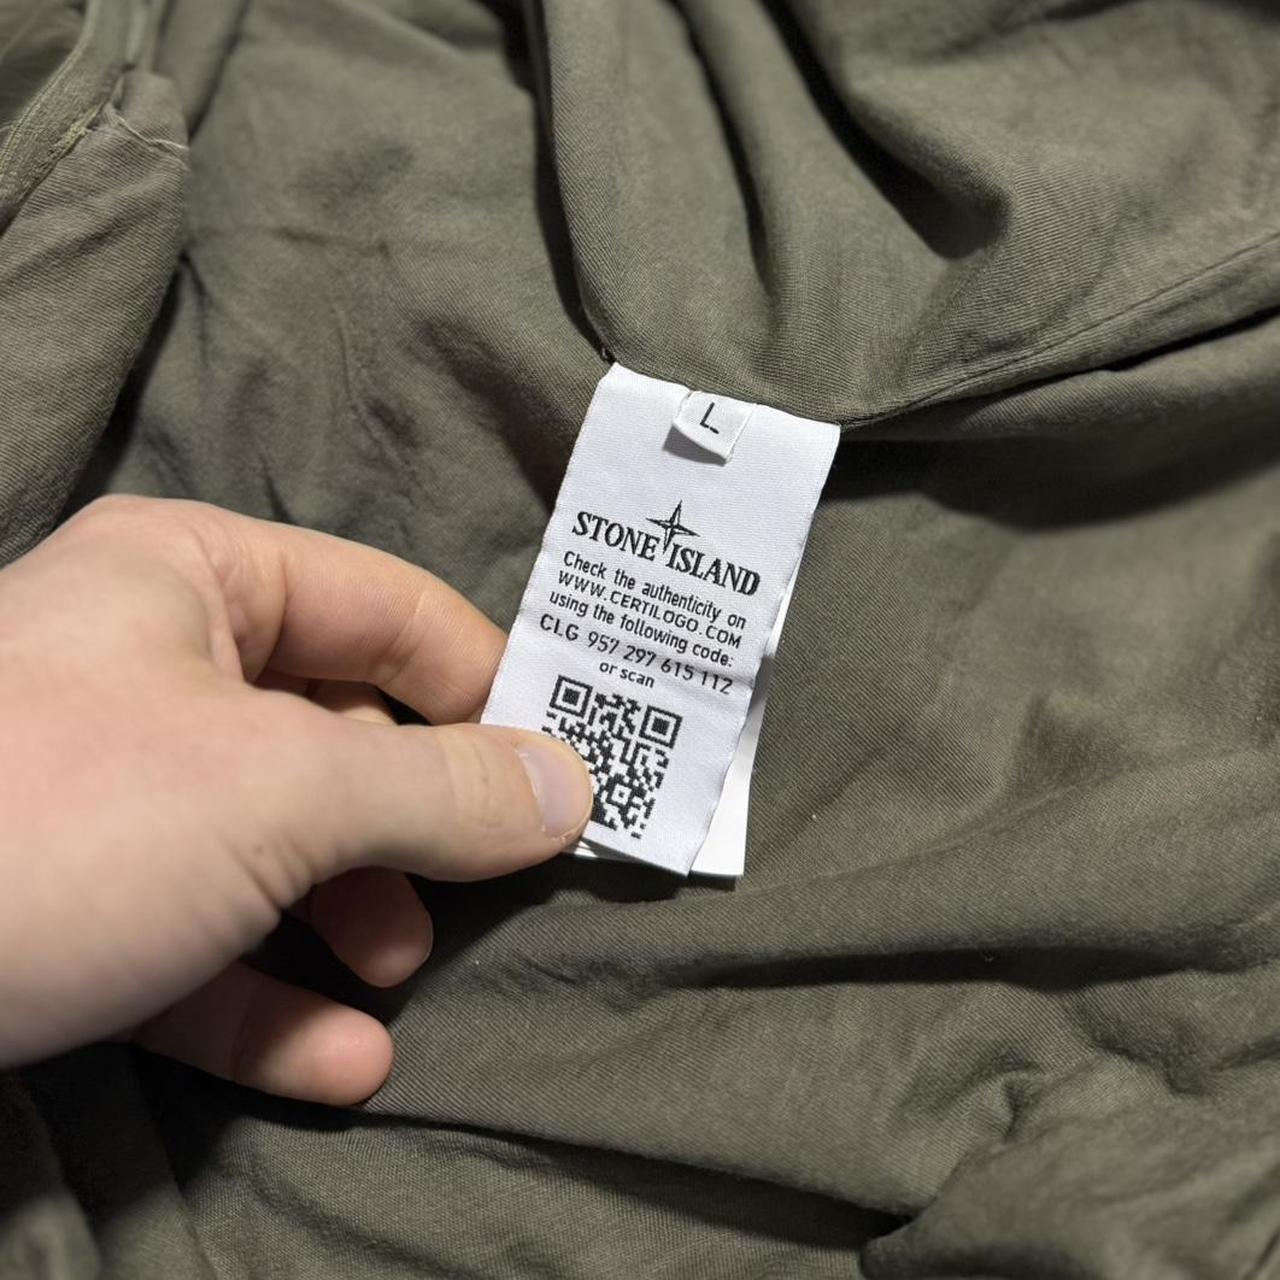 L
STONE ISLAND
Check the authenticity on
WWW.CERTILOGO.COM
using the following code:
CLG 957 297 615 112
or scan